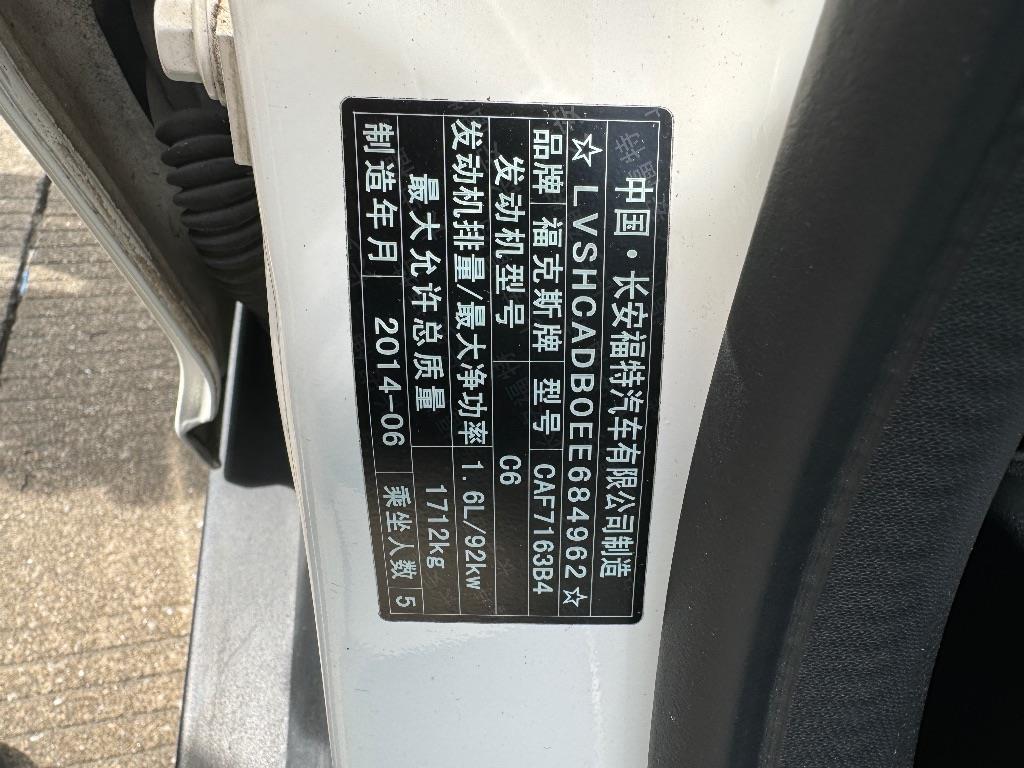 中国·长安福特汽车有限公司制造
☆LVSHCADB0EE684962☆
品牌 福克斯牌 型号 CAF7163B4
发动机型号 C6
发动机排量/最大净功率 1.6L/92kw
最大允许总质量 1712kg
制造年月 2014-06 乘坐人数 5